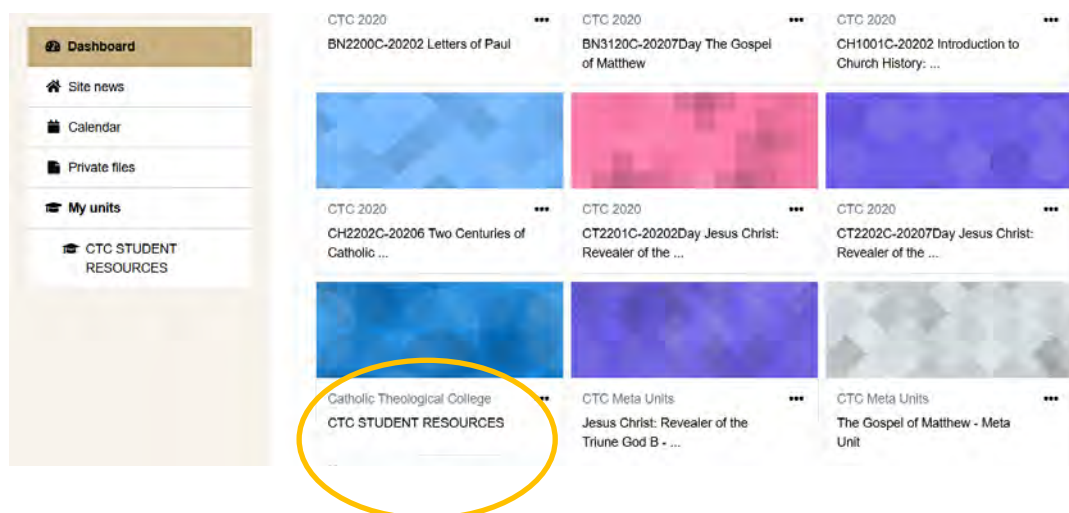 Dashboard
Site news
Calendar
Private files
My units
CTC STUDENT
RESOURCES
CTC 2020
BN2200C-20202 Letters of Paul
CTC 2020
BN3120C-20207Day The Gospel
of Matthew
CTC 2020
CH1001C-20202 Introduction to
Church History: ...
CTC 2020
CH2202C-20206 Two Centuries of
Catholic ...
CTC 2020
CT2201C-20202Day Jesus Christ:
Revealer of the ...
CTC 2020
CT2202C-20207Day Jesus Christ:
Revealer of the ...
Catholic Theological College
CTC STUDENT RESOURCES
CTC Meta Units
Jesus Christ: Revealer of the
Triune God B - ...
CTC Meta Units
The Gospel of Matthew - Meta
Unit